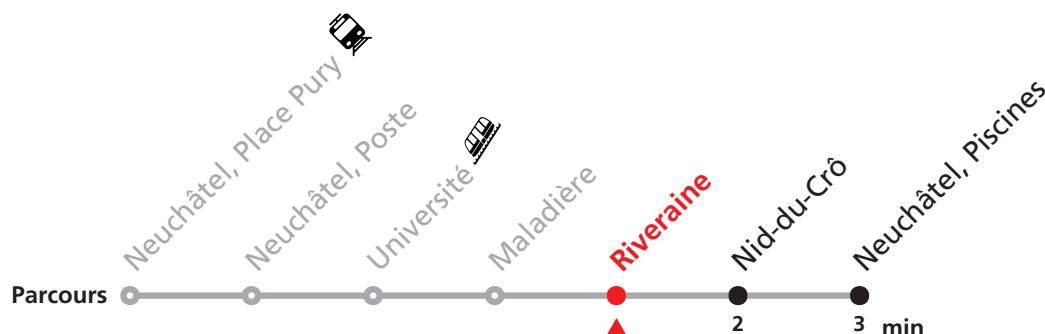 Neuchâtel, Place Pury
Neuchâtel, Poste
Université
Maladière
Riveraine
Nid-du-Crô
Neuchâtel, Piscines
Parcours
2
3
min